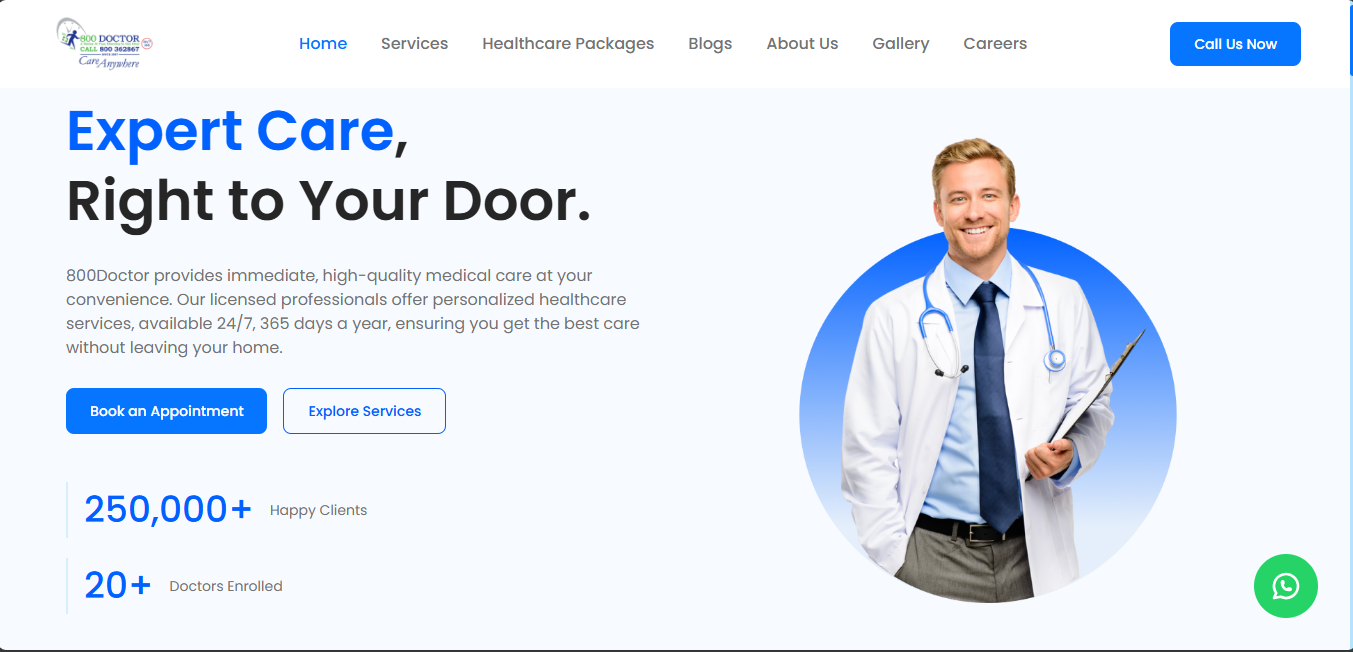 800 DOCTOR
CALL 800 362867
Care Anywhere
Home
Services
Healthcare Packages
Blogs
About Us
Gallery
Careers
Call Us Now
Expert Care,
Right to Your Door.
800Doctor provides immediate, high-quality medical care at your
convenience. Our licensed professionals offer personalized healthcare
services, available 24/7, 365 days a year, ensuring you get the best care
without leaving your home.
Book an Appointment
Explore Services
250,000+ Happy Clients
20+ Doctors Enrolled